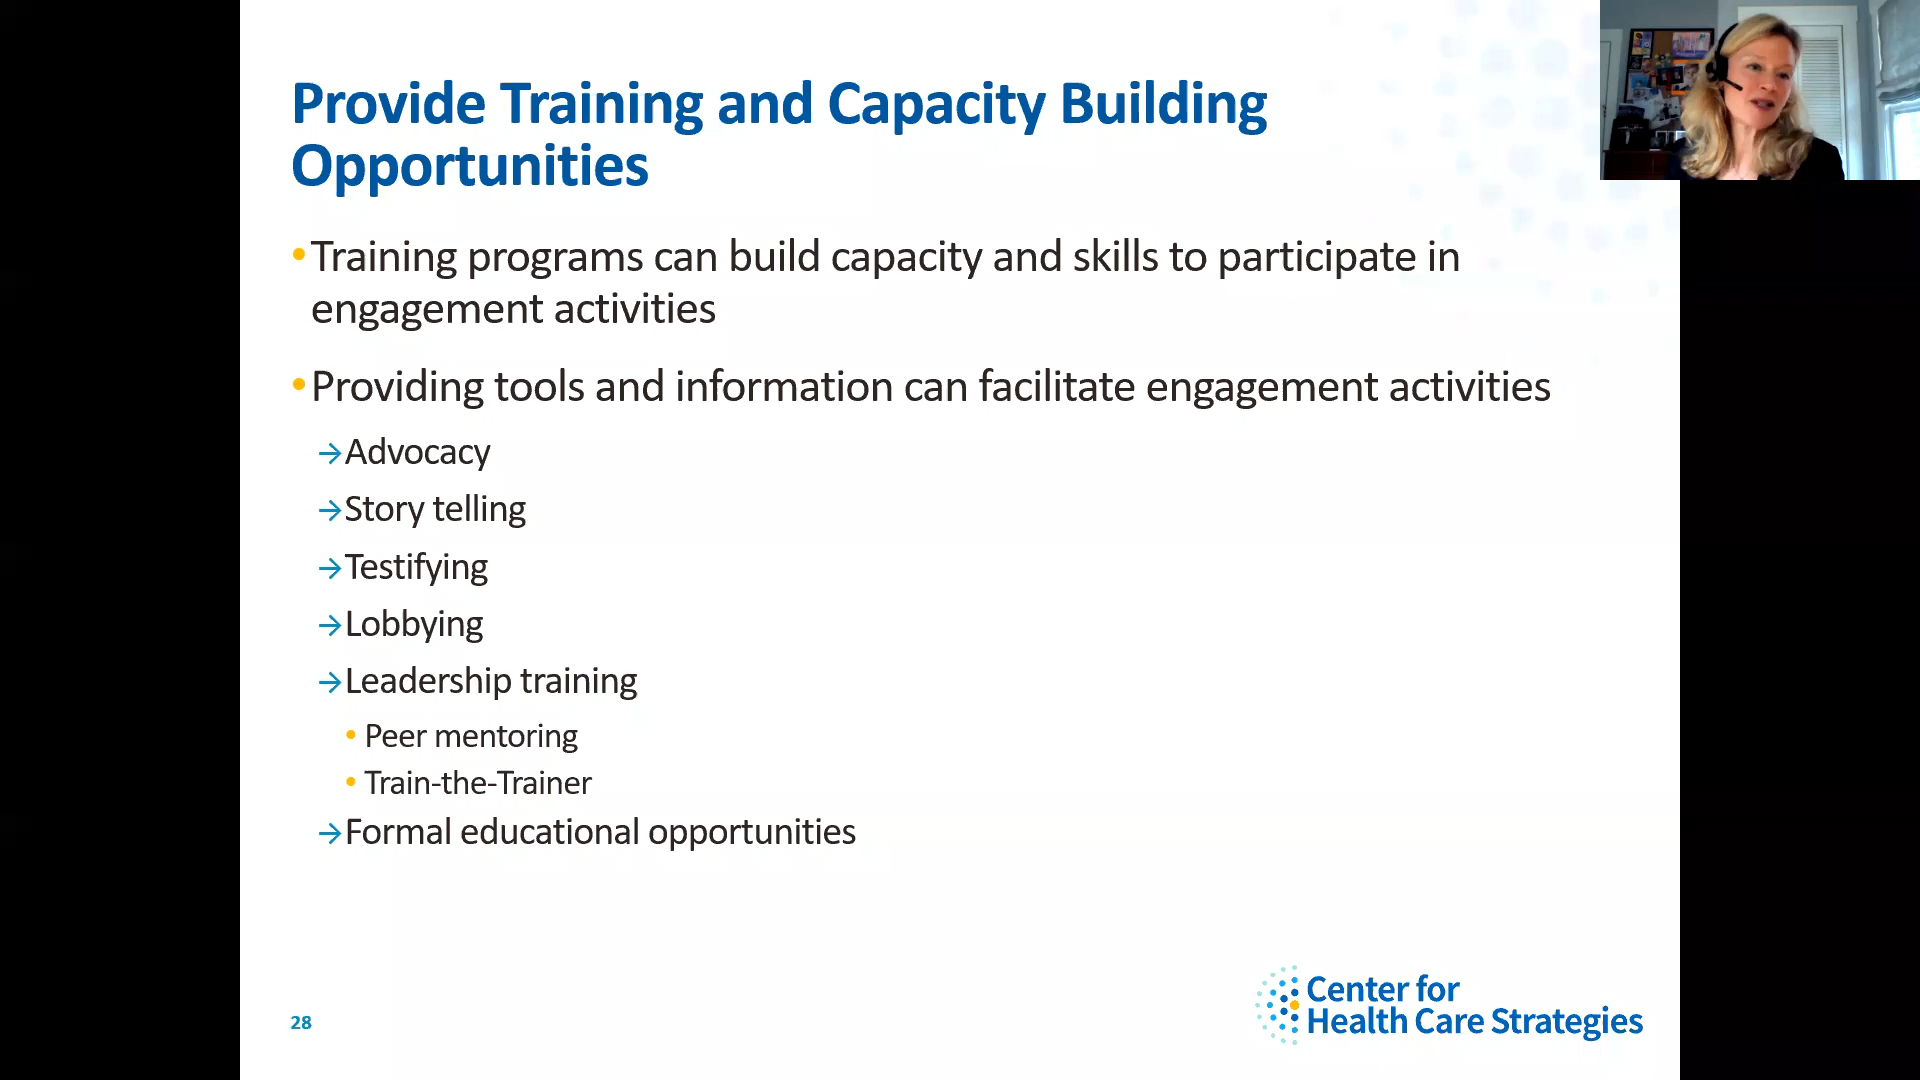 Provide Training and Capacity Building
Opportunities
•Training programs can build capacity and skills to participate in
engagement activities
•Providing tools and information can facilitate engagement activities
→Advocacy
→Story telling
→Testifying
→Lobbying
→Leadership training
• Peer mentoring
• Train-the-Trainer
→Formal educational opportunities
28
Center for
Health Care Strategies